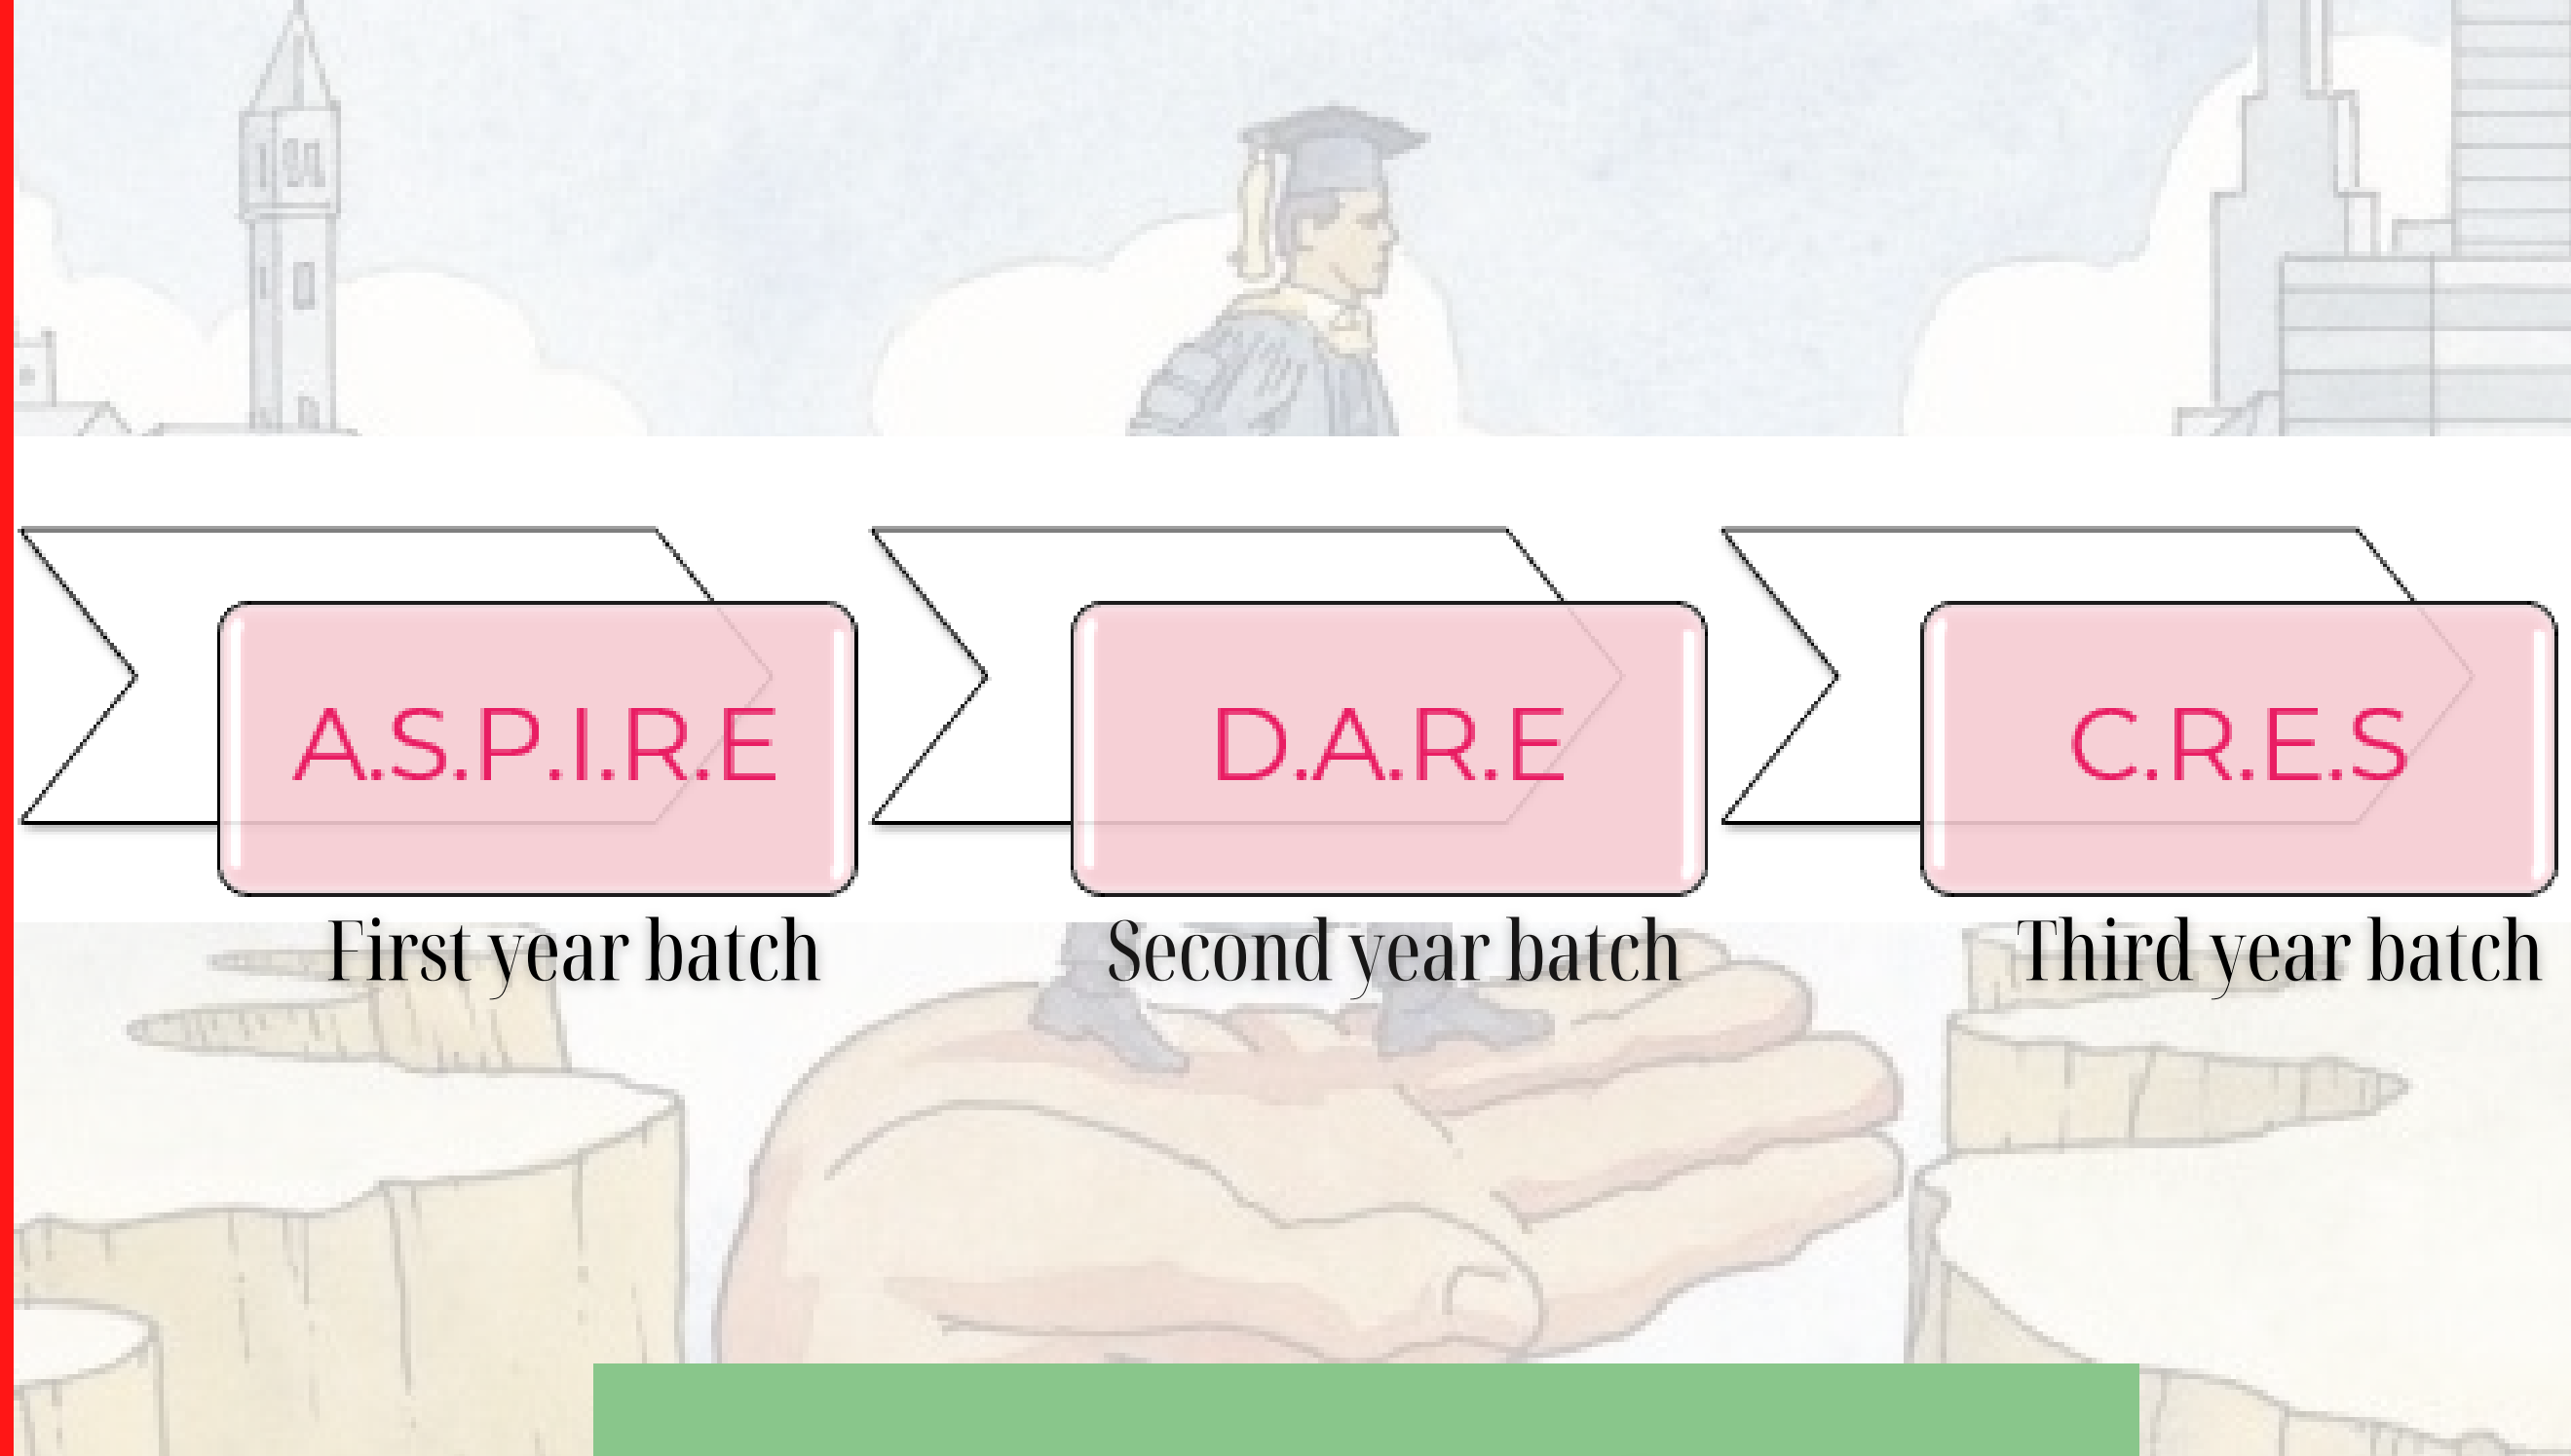 A.S.P.I.R.E
D.A.R.E
C.R.E.S
First year batch
Second year batch
Third year batch